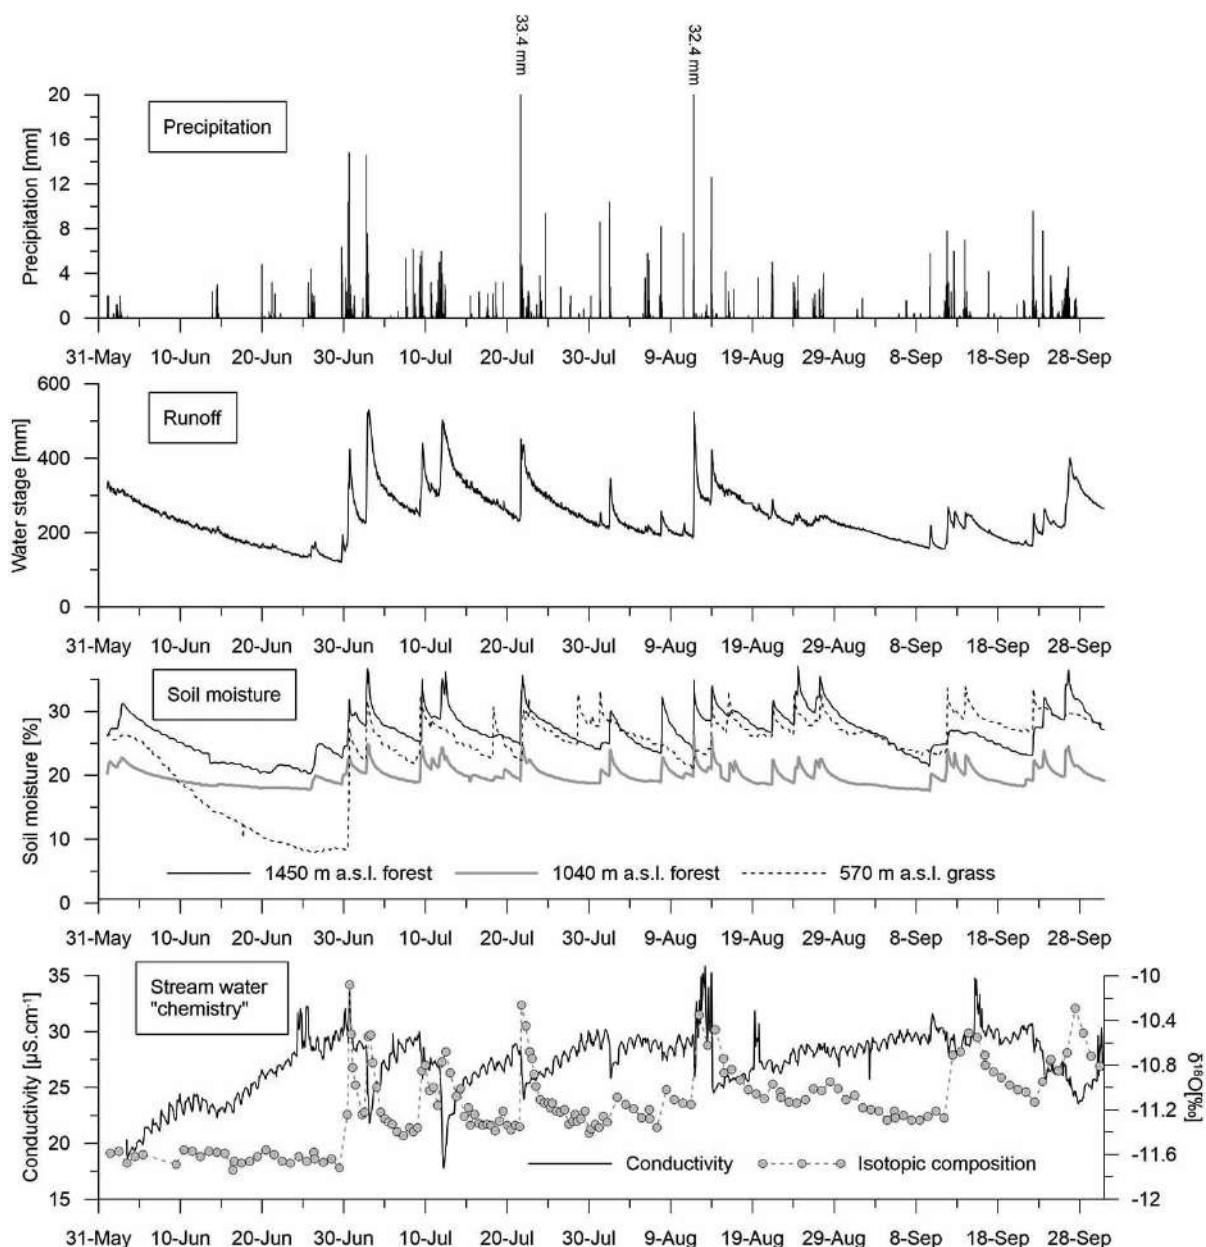 33.4 mm
32.4 mm
Precipitation [mm]
20
16
12
8
4
0
Precipitation
31-May 10-Jun 20-Jun 30-Jun 10-Jul 20-Jul 30-Jul 9-Aug 19-Aug 29-Aug 8-Sep 18-Sep 28-Sep
Water stage [mm]
600
400
200
0
Runoff
31-May 10-Jun 20-Jun 30-Jun 10-Jul 20-Jul 30-Jul 9-Aug 19-Aug 29-Aug 8-Sep 18-Sep 28-Sep
Soil moisture [%]
30
20
10
0
Soil moisture
1450 m a.s.l. forest 1040 m a.s.l. forest 570 m a.s.l. grass
31-May 10-Jun 20-Jun 30-Jun 10-Jul 20-Jul 30-Jul 9-Aug 19-Aug 29-Aug 8-Sep 18-Sep 28-Sep
Conductivity [µS.cm⁻¹]
35
30
25
20
15
Stream water
"chemistry"
Conductivity Isotopic composition
-10
-10.4
-10.8
-11.2
-11.6
-12
δ¹⁸O[‰]
31-May 10-Jun 20-Jun 30-Jun 10-Jul 20-Jul 30-Jul 9-Aug 19-Aug 29-Aug 8-Sep 18-Sep 28-Sep